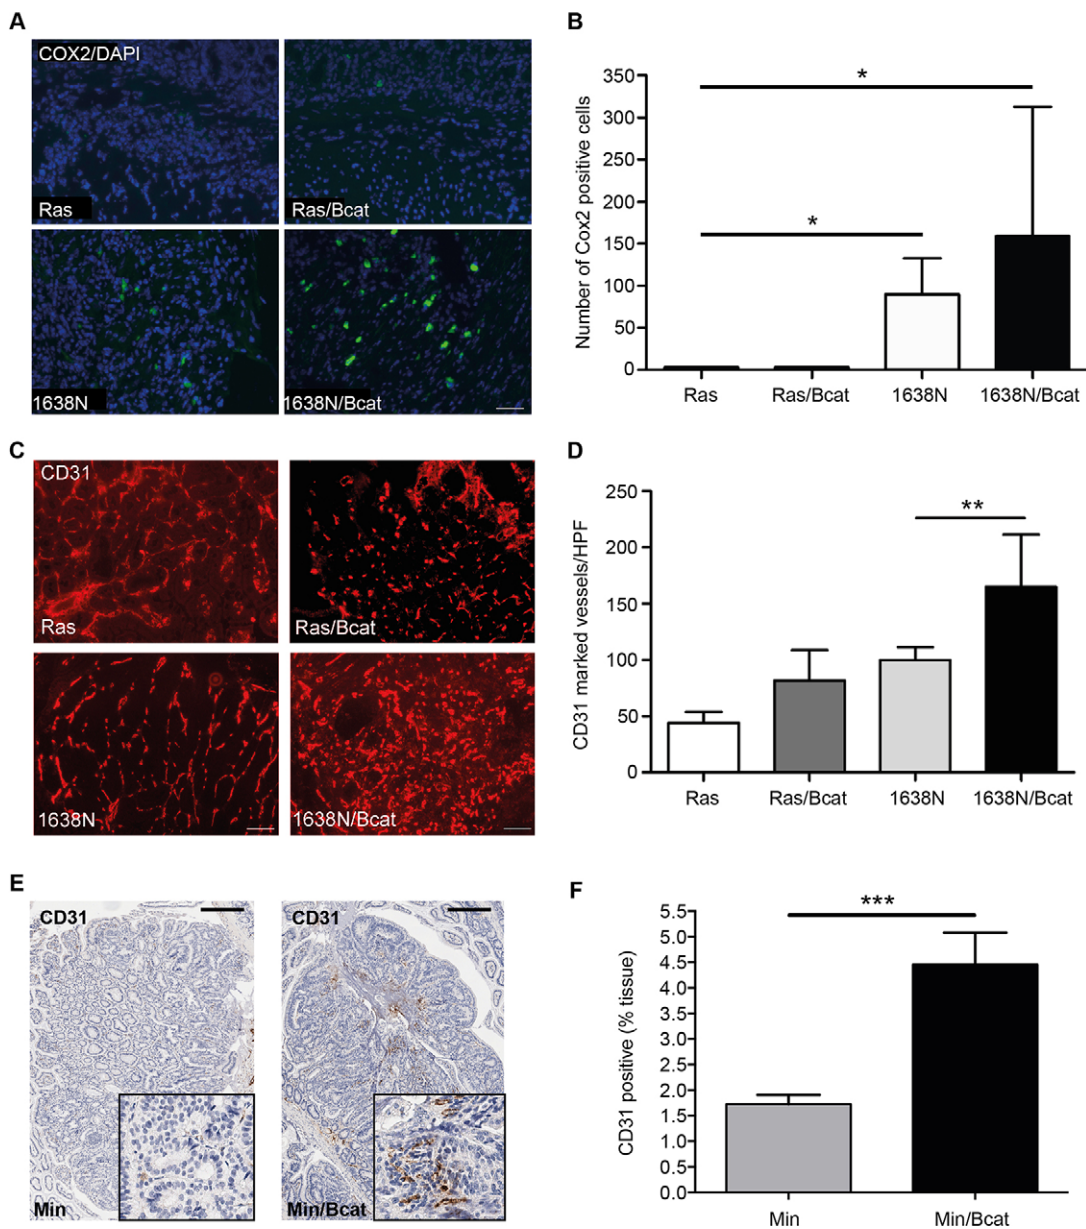 A
COX2/DAPI
Ras
Ras/Bcat
1638N
1638N/Bcat
B
Number of Cox2 positive cells
350
300
250
200
150
100
50
0
*
*
Ras
Ras/Bcat
1638N
1638N/Bcat
C
CD31
Ras
Ras/Bcat
1638N
1638N/Bcat
D
CD31 marked vessels/HPF
250
200
150
100
50
0
**
Ras
Ras/Bcat
1638N
1638N/Bcat
E
CD31
CD31
Min
Min/Bcat
F
CD31 positive (% tissue)
5.5
5.0
4.5
4.0
3.5
3.0
2.5
2.0
1.5
1.0
0.5
0.0
***
Min
Min/Bcat